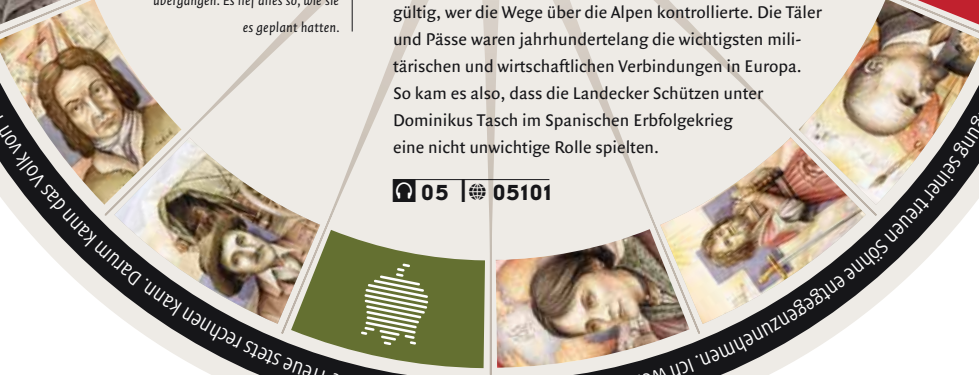 übergangen. Es lief alles so, wie sie
es geplant hatten.
gültig, wer die Wege über die Alpen kontrollierte. Die Täler
und Pässe waren jahrhundertelang die wichtigsten mili-
tärischen und wirtschaftlichen Verbindungen in Europa.
So kam es also, dass die Landecker Schützen unter
Dominikus Tasch im Spanischen Erbfolgekrieg
eine nicht unwichtige Rolle spielten.
05 05101
gung seiner treuen Söhne entgegenzunehmen. Ich
Treue stets rechnen kann. Darum kann das Volk von